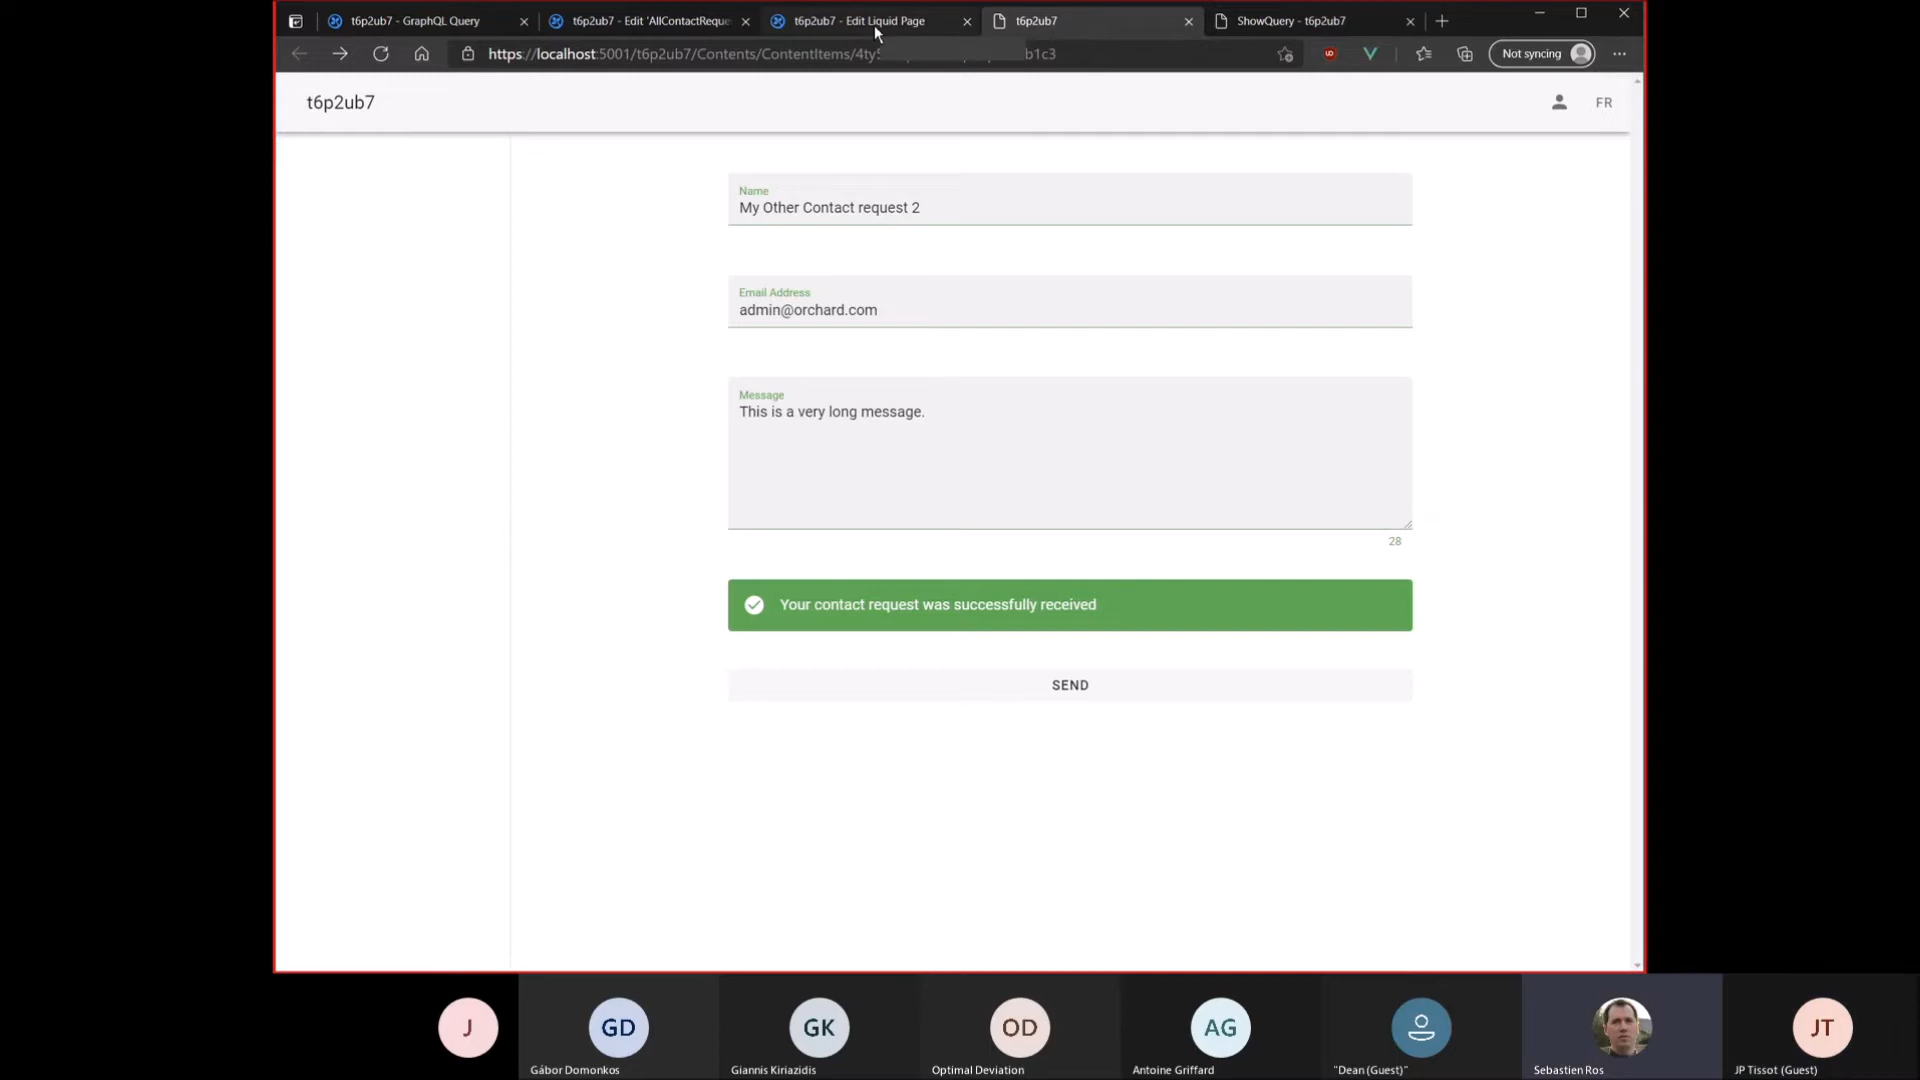 t6p2ub7 - GraphQL Query
t6p2ub7 - Edit 'AllContactReque
t6p2ub7 - Edit Liquid Page
t6p2ub7
ShowQuery - t6p2ub7
https://localhost:5001/t6p2ub7/Contents/ContentItems/4ty
b1c3
Not syncing
t6p2ub7
FR
Name
My Other Contact request 2
Email Address
admin@orchard.com
Message
This is a very long message.
28
Your contact request was successfully received
SEND
J
GD
GK
OD
AG
JT
Gábor Domonkos
Giannis Kiriazidis
Optimal Deviation
Antoine Griffard
"Dean (Guest)"
Sebastien Ros
JP Tissot (Guest)